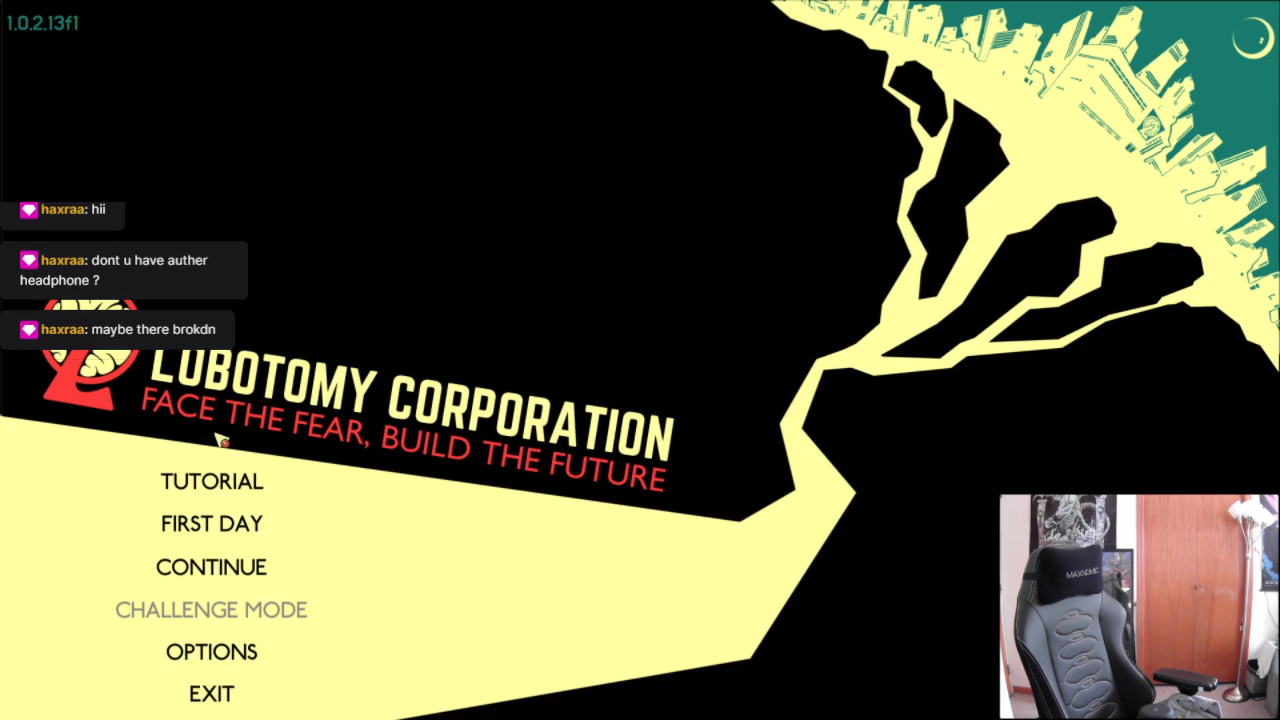 1.0.2.13f1
haxraa: hii
haxraa: dont u have auther
headphone ?
haxraa: maybe there brokdn
LOBOTOMY CORPORATION
FACE THE FEAR, BUILD THE FUTURE
TUTORIAL
FIRST DAY
CONTINUE
CHALLENGE MODE
OPTIONS
EXIT
MAXNOMIC